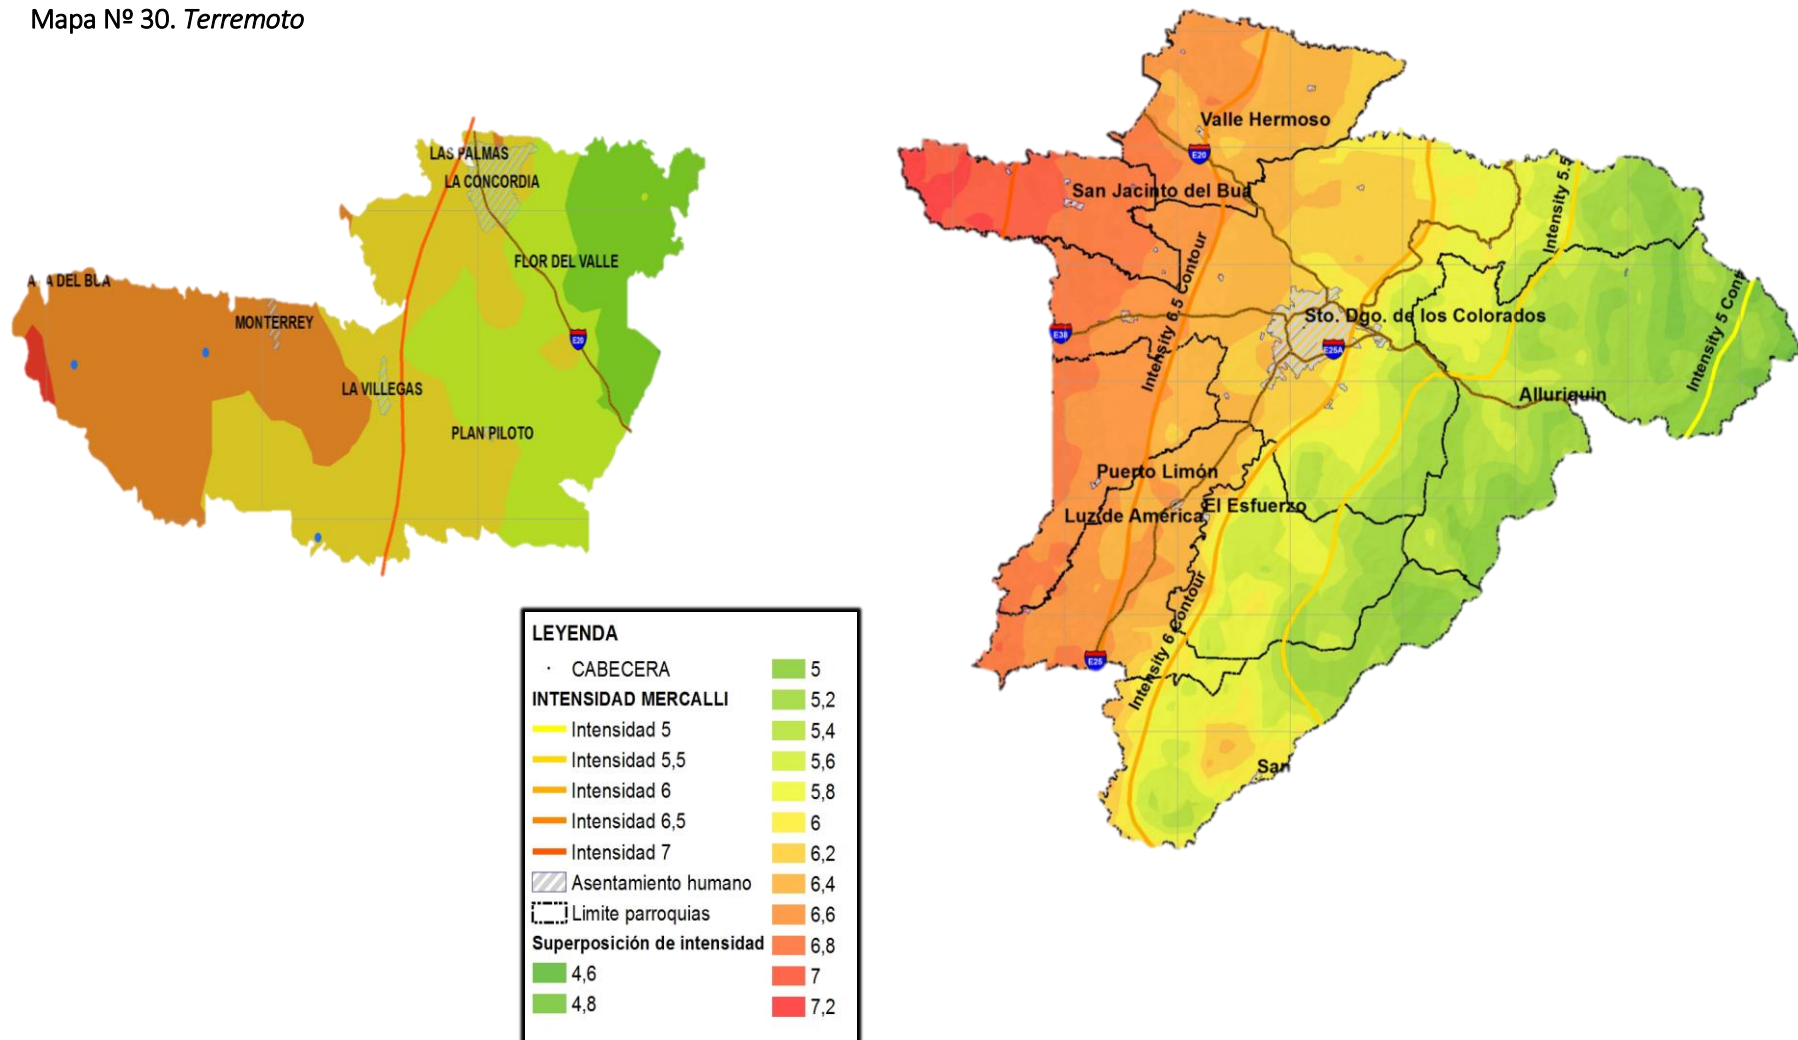 Mapa Nº 30. Terremoto
LAS PALMAS
LA CONCORDIA
FLOR DEL VALLE
DEL BUA
MONTERREY
E20
LA VILLEGAS
PLAN PILOTO
Valle Hermoso
E20
San Jacinto del Bua
Intensity 5.5
Intensity 6.5 Contour
Intensity 5 Cont
E38
Sto. Dgo. de los Colorados
E25A
Alluriquin
Puerto Limón
Luz de América
El Esfuerzo
Intensity 6 Contour
E25
San
LEYENDA
CABECERA
INTENSIDAD MERCALLI
Intensidad 5
Intensidad 5,5
Intensidad 6
Intensidad 6,5
Intensidad 7
Asentamiento humano
Limite parroquias
Superposición de intensidad
4,6
4,8
5
5,2
5,4
5,6
5,8
6
6,2
6,4
6,6
6,8
7
7,2